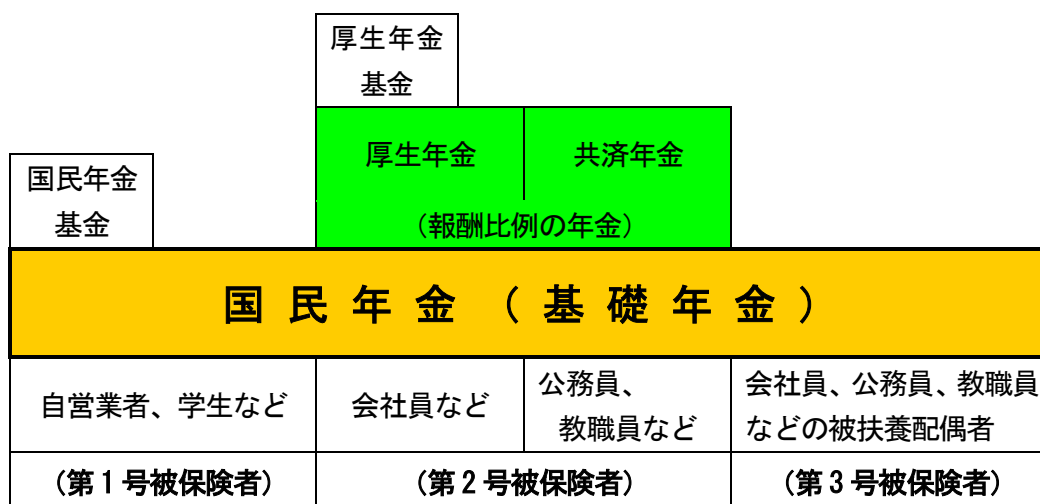 厚生年金
基金
厚生年金
共済年金
国民年金
基金
(報酬比例の年金)
国民年金(基礎年金)
自営業者、学生など
会社員など
公務員、
教職員など
会社員、公務員、教職員
などの被扶養配偶者
(第1号被保険者)
(第2号被保険者)
(第3号被保険者)